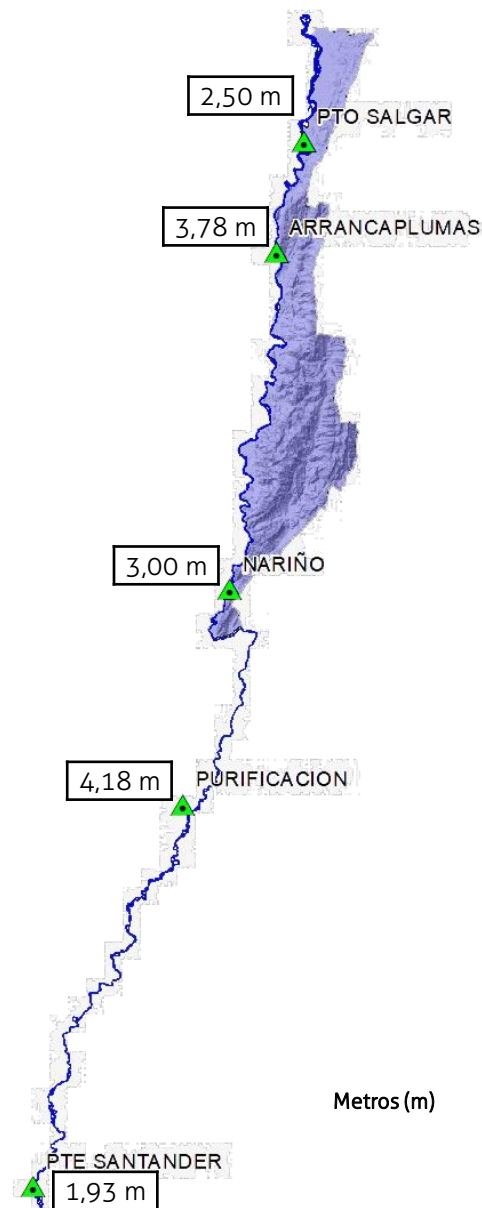 2,50 m
PTO SALGAR
3,78 m
ARRANCAPLUMAS
3,00 m
NARIÑO
4,18 m
PURIFICACION
Metros (m)
PTE SANTANDER
1,93 m